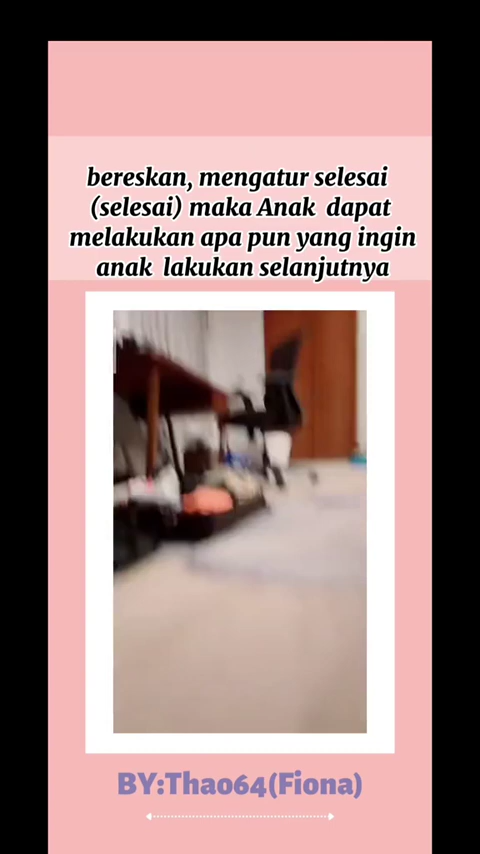 bereskan, mengatur selesai
(selesai) maka Anak dapat
melakukan apa pun yang ingin
anak lakukan selanjutnya
BY:Thao64(Fiona)